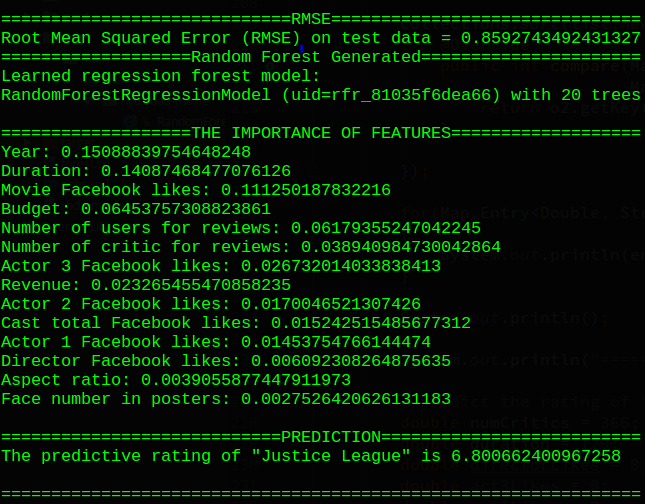 =============================RMSE===============================
Root Mean Squared Error (RMSE) on test data = 0.8592743492431327
===================Random Forest Generated======================
Learned regression forest model:
RandomForestRegressionModel (uid=rfr_81035f6dea66) with 20 trees
===================THE IMPORTANCE OF FEATURES===================
Year: 0.15088839754648248
Duration: 0.14087468477076126
Movie Facebook likes: 0.111250187832216
Budget: 0.06453757308823861
Number of users for reviews: 0.06179355247042245
Number of critic for reviews: 0.038940984730042864
Actor 3 Facebook likes: 0.026732014033838413
Revenue: 0.023265455470858235
Actor 2 Facebook likes: 0.0170046521307426
Cast total Facebook likes: 0.015242515485677312
Actor 1 Facebook likes: 0.01453754766144474
Director Facebook likes: 0.006092308264875635
Aspect ratio: 0.0039055877447911973
Face number in posters: 0.0027526420626131183
============================PREDICTION==========================
The predictive rating of "Justice League" is 6.800662400967258
================================================================